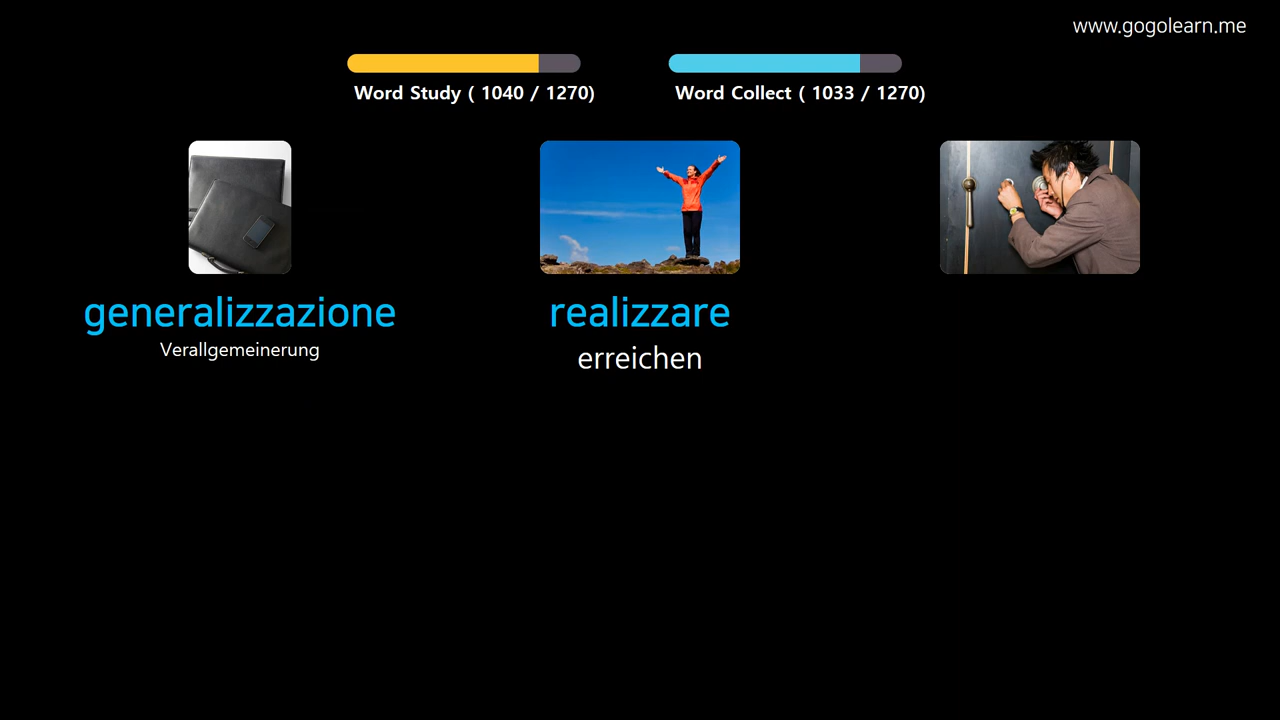 www.gogolearn.me
Word Study ( 1040 / 1270)
Word Collect ( 1033 / 1270)
generalizzazione
Verallgemeinerung
realizzare
erreichen